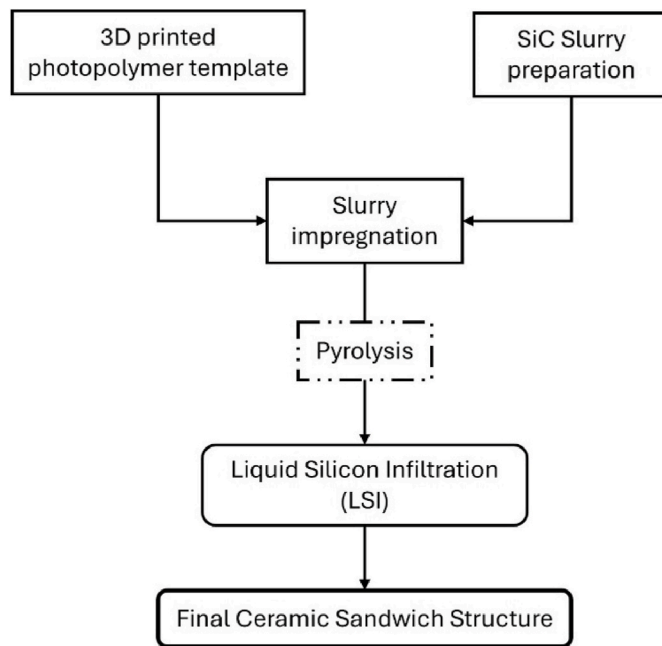 3D printed
photopolymer template
SiC Slurry
preparation
Slurry
impregnation
Pyrolysis
Liquid Silicon Infiltration
(LSI)
Final Ceramic Sandwich Structure